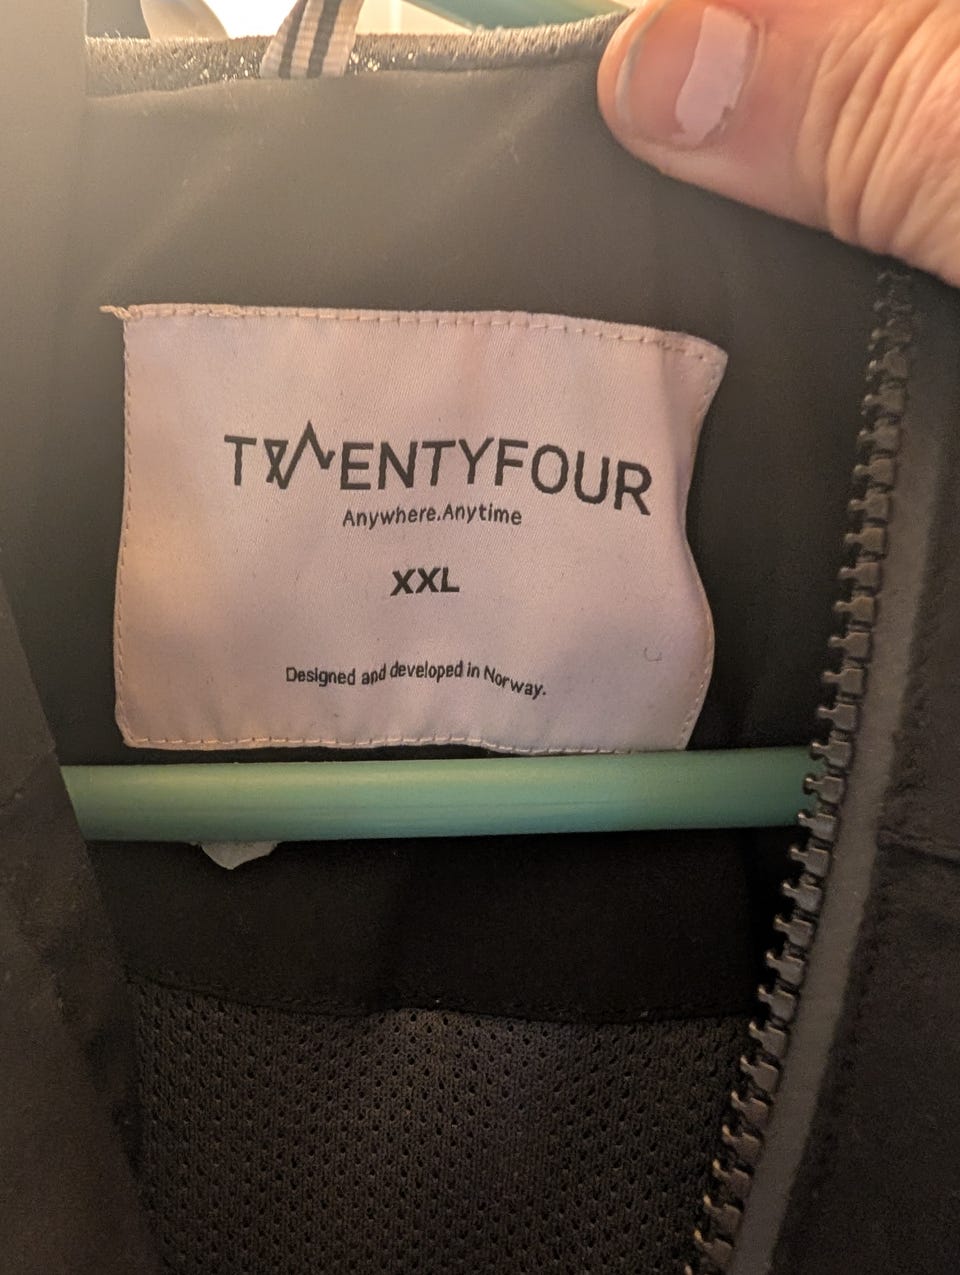 TWENTYFOUR
Anywhere.Anytime
XXL
Designed and developed in Norway.